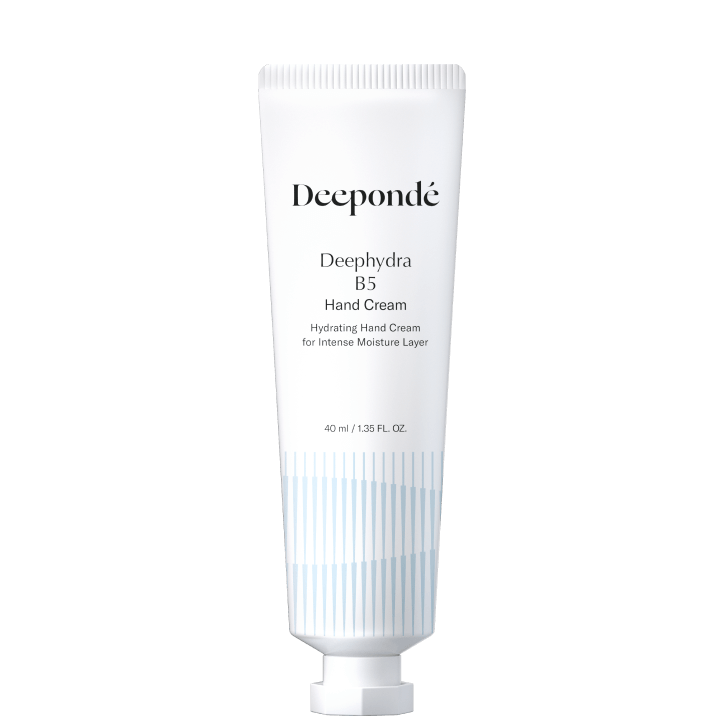 Deepondé
Deephydra
B5
Hand Cream
Hydrating Hand Cream
for Intense Moisture Layer
40 ml / 1.35 FL. OZ.